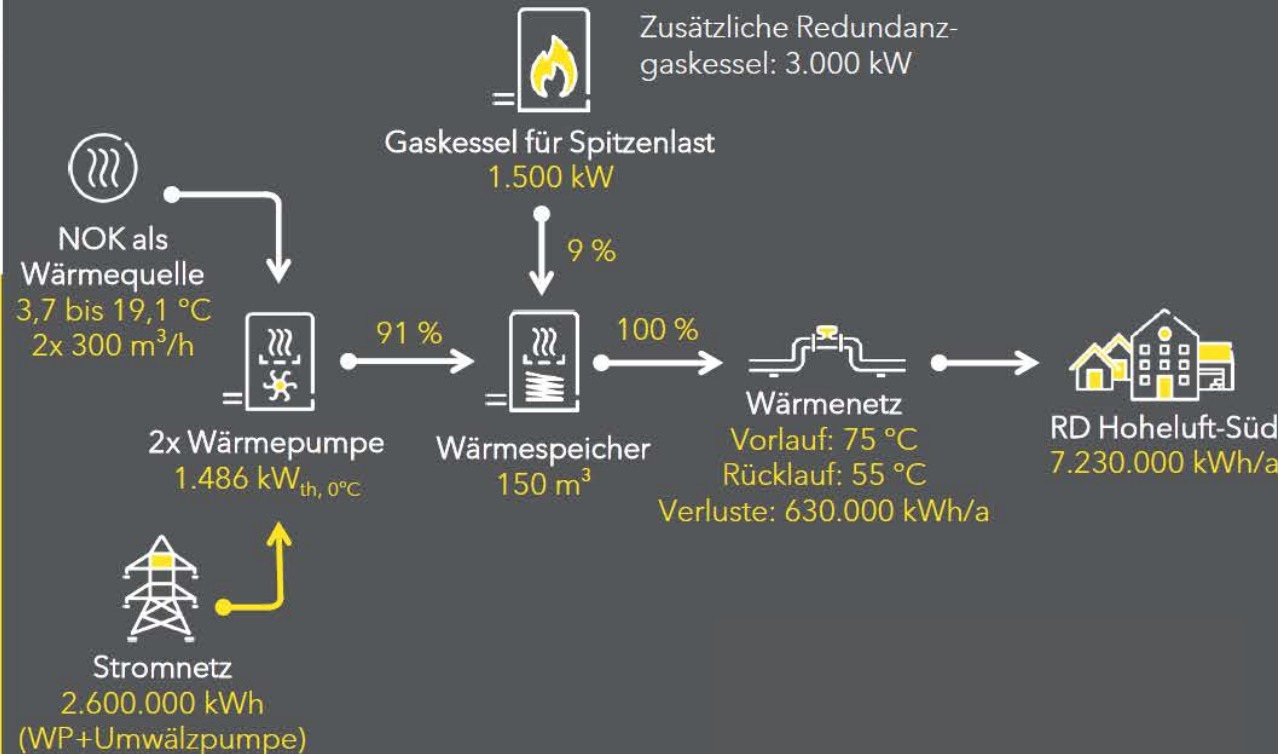 Zusätzliche Redundanz-
gaskessel: 3.000 kW
Gaskessel für Spitzenlast
1.500 kW
9 %
NOK als
Wärmequelle
3,7 bis 19,1 °C
2x 300 m³/h
91 %
100 %
2x Wärmepumpe
1.486 kWth, 0°C
Wärmespeicher
150 m³
Wärmenetz
Vorlauf: 75 °C
Rücklauf: 55 °C
Verluste: 630.000 kWh/a
RD Hoheluft-Süd
7.230.000 kWh/a
Stromnetz
2.600.000 kWh
(WP+Umwälzpumpe)